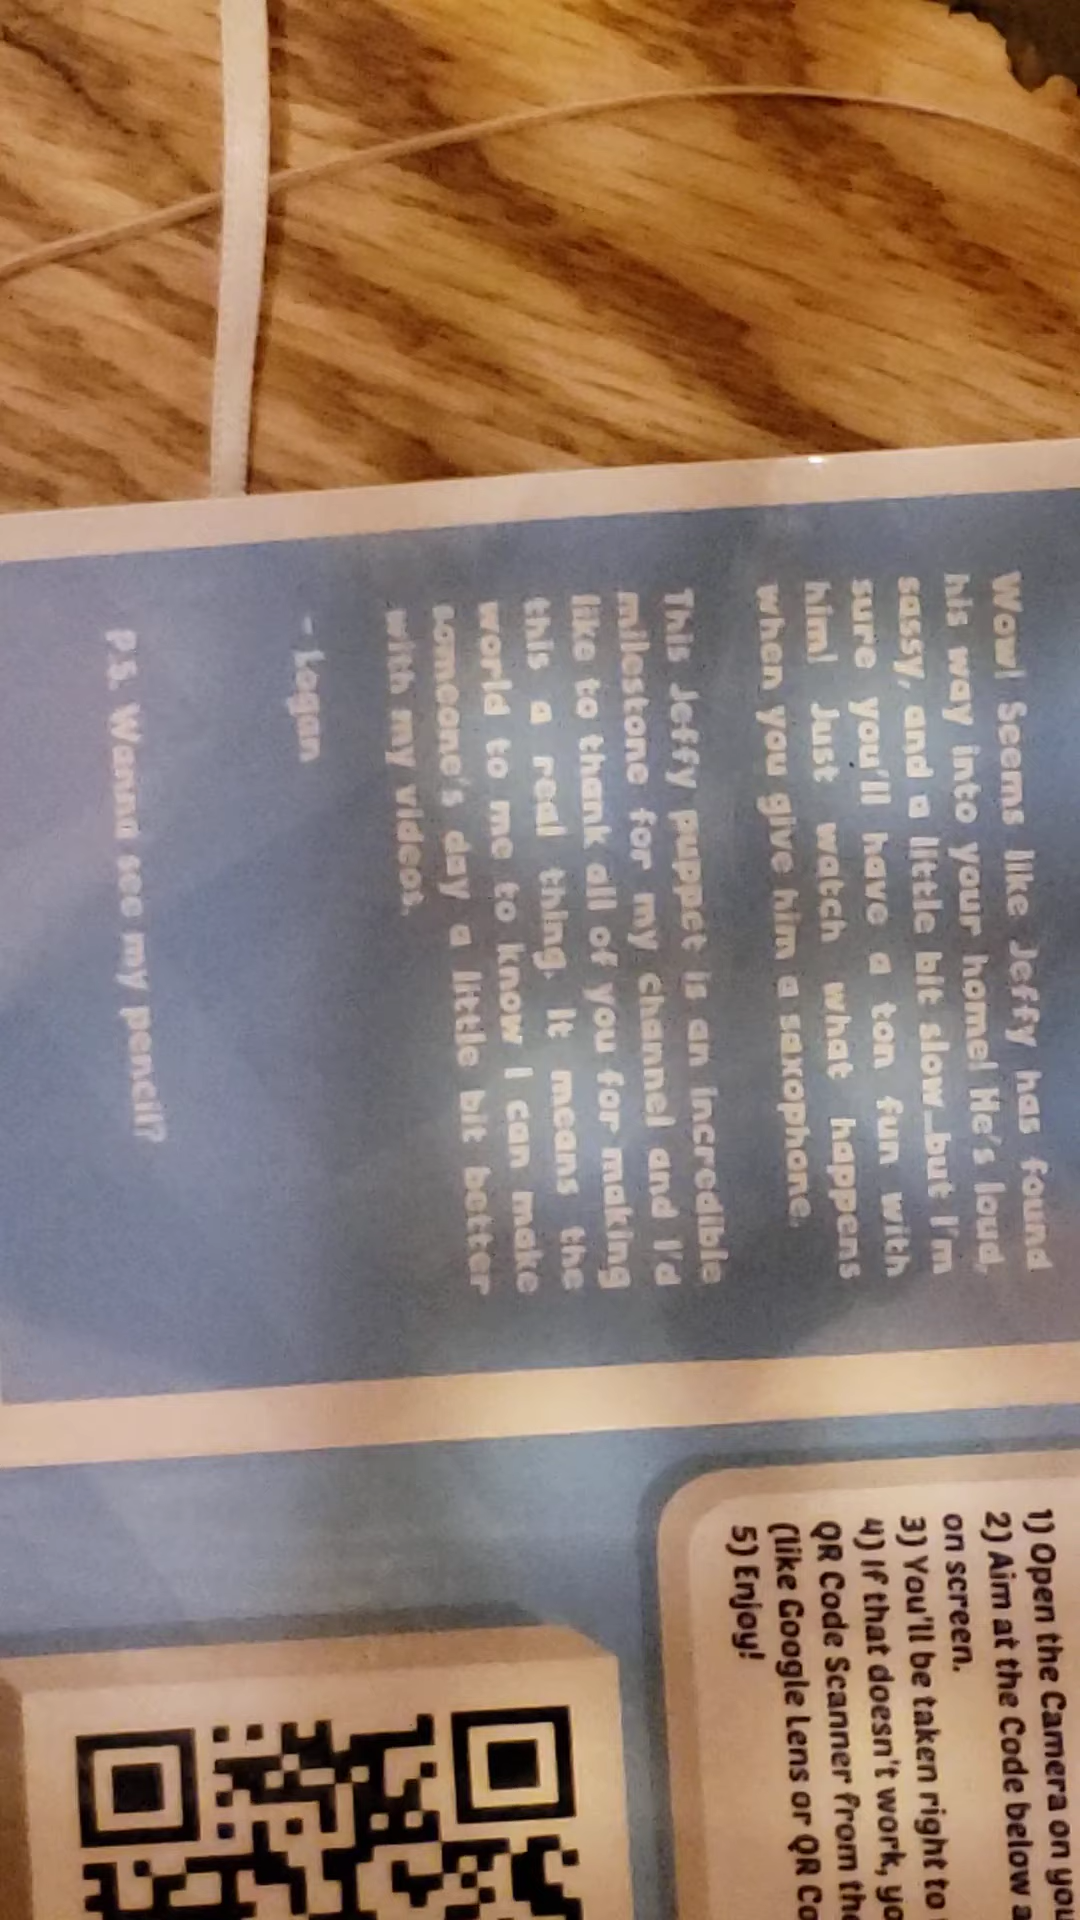 Wow! Seems like Jeffy has found
his way into your home! He's loud,
sassy, and a little bit slow...but I'm
sure you'll have a ton fun with
him! Just watch what happens
when you give him a saxophone.
This Jeffy puppet is an incredible
milestone for my channel and I'd
like to thank all of you for making
this a real thing. It means the
world to me to know I can make
someone's day a little bit better
with my videos.
- Logan
P.S. Wanna see my pencil?
1) Open the Camera on you
2) Aim at the Code below a
on screen.
3) You'll be taken right to
4) If that doesn't work, yo
QR Code Scanner from the
(like Google Lens or QR Co
5) Enjoy!